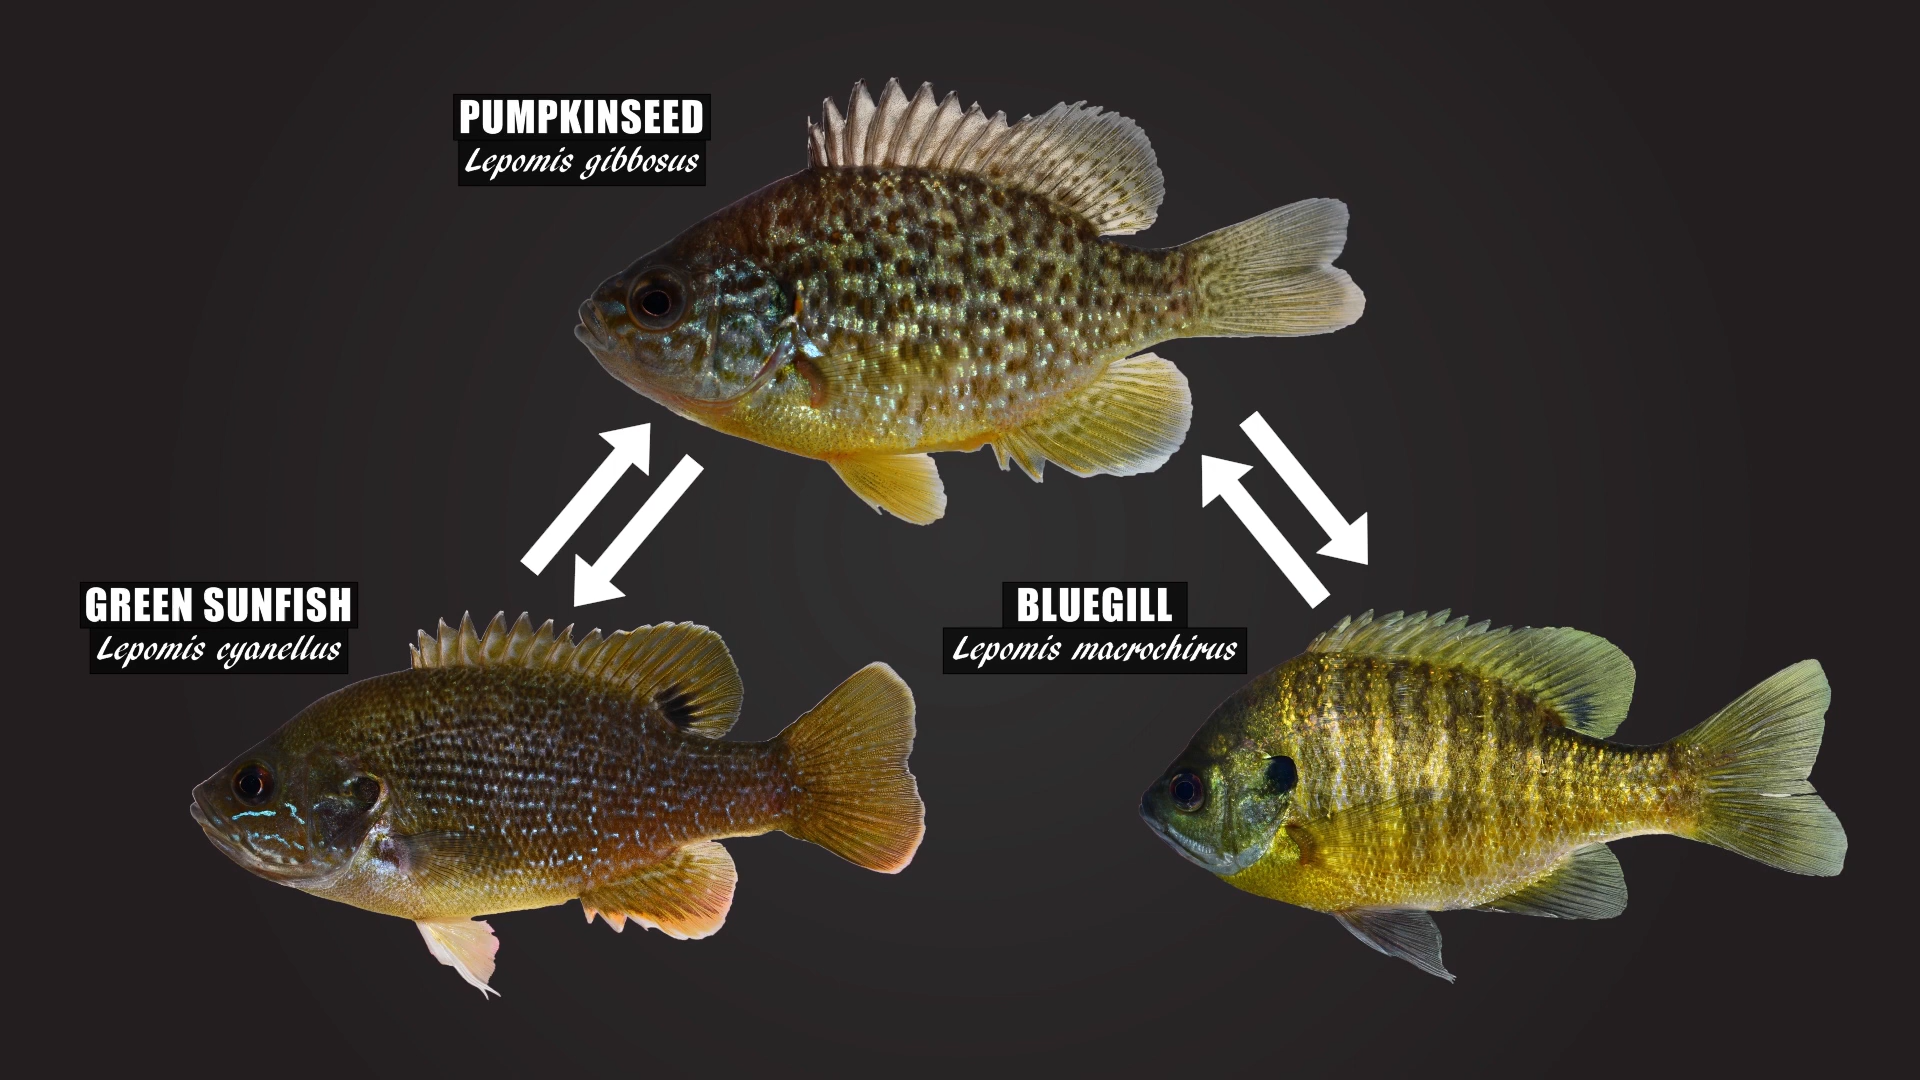 PUMPKINSEED
Lepomis gibbosus
GREEN SUNFISH
Lepomis cyanellus
BLUEGILL
Lepomis macrochirus